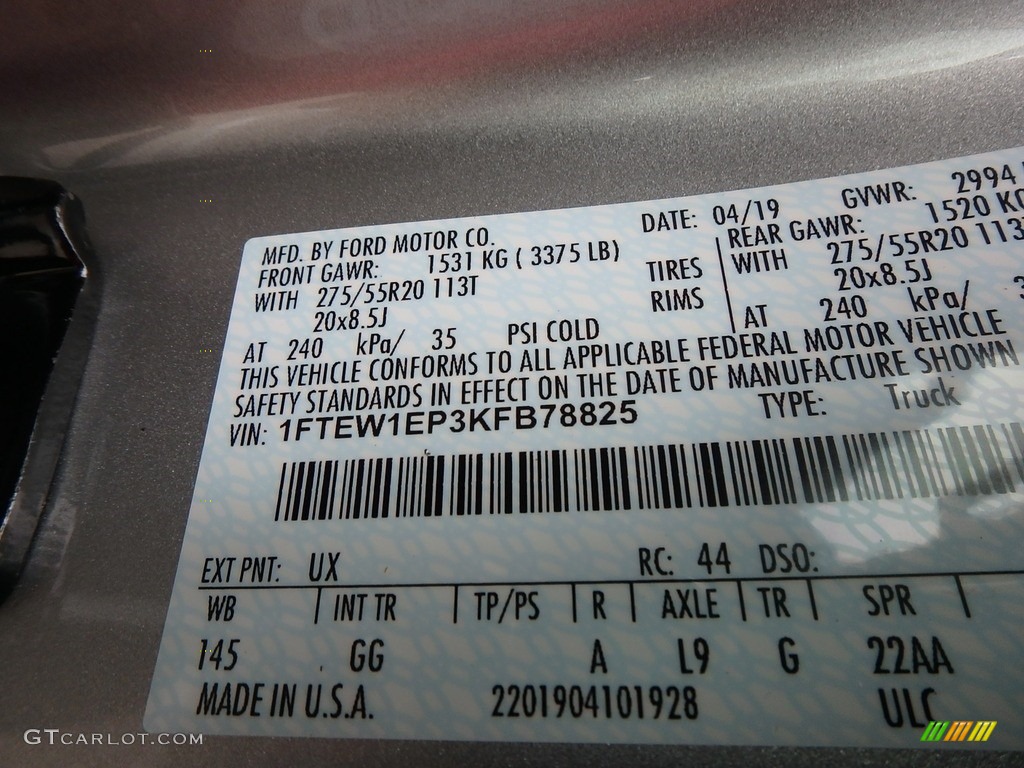 MFD. BY FORD MOTOR CO. DATE: 04/19 GVWR: 2994
FRONT GAWR: 1531 KG ( 3375 LB) REAR GAWR: 1520 KG
WITH 275/55R20 113T TIRES WITH 275/55R20 113T
20x8.5J RIMS 20x8.5J
AT 240 kPa/ 35 PSI COLD AT 240 kPa/
THIS VEHICLE CONFORMS TO ALL APPLICABLE FEDERAL MOTOR VEHICLE
SAFETY STANDARDS IN EFFECT ON THE DATE OF MANUFACTURE SHOWN
VIN: 1FTEW1EP3KFB78825 TYPE: Truck
EXT PNT: UX RC: 44 DSO:
WB INT TR TP/PS R AXLE TR SPR
145 GG A L9 G 22AA
MADE IN U.S.A. 2201904101928 ULC
GTCARLOT.COM